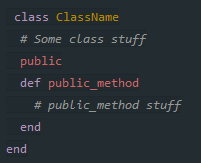 class ClassName
# Some class stuff
public
def public_method
# public_method stuff
end
end